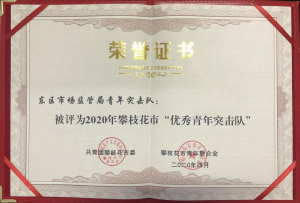 荣誉证书
东区市场监管局青年突击队：
被评为2020年攀枝花市“优秀青年突击队”
共青团攀枝花市委 攀枝花市青年联合会
二〇二〇年四月